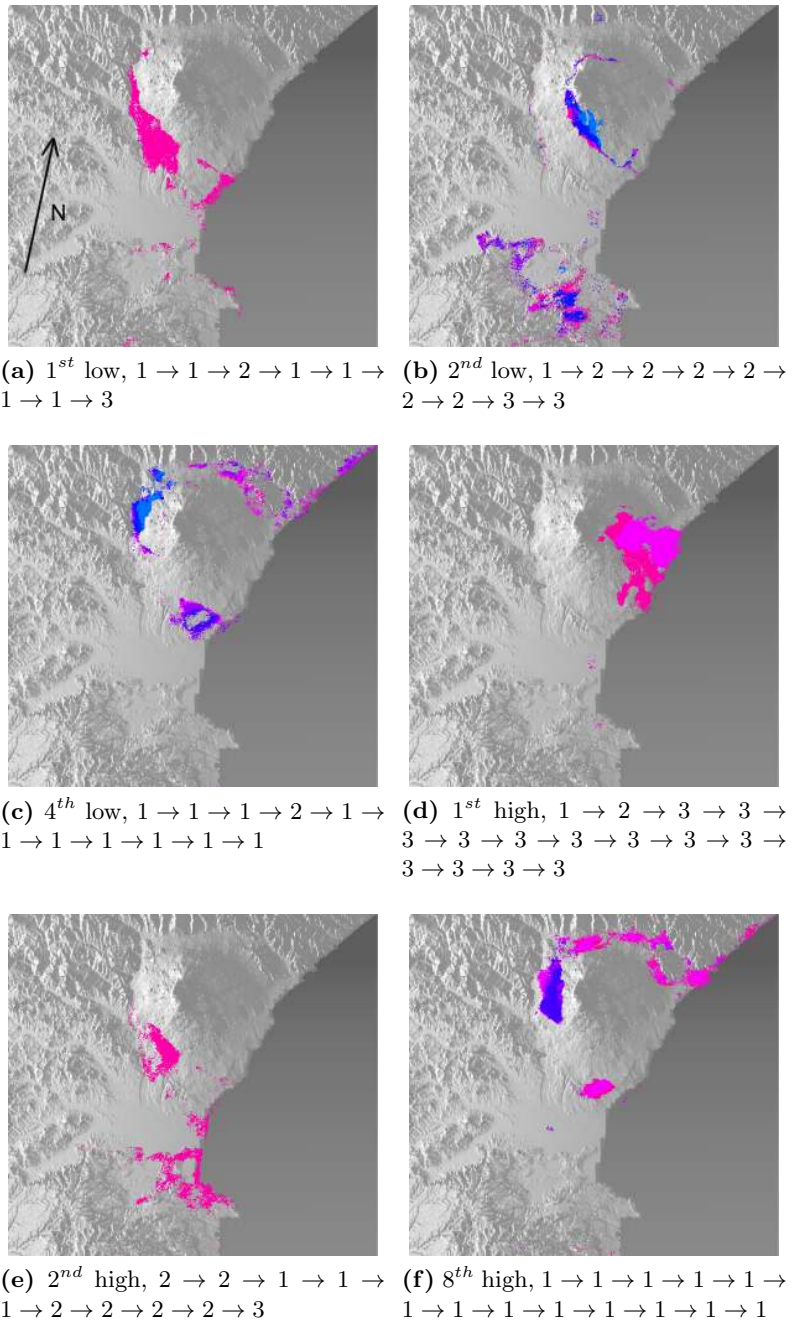 N
(a) 1st low, 1 → 1 → 2 → 1 → 1 →
1 → 1 → 3
(b) 2nd low, 1 → 2 → 2 → 2 → 2 →
2 → 2 → 3 → 3
(c) 4th low, 1 → 1 → 1 → 2 → 1 →
1 → 1 → 1 → 1 → 1 → 1
(d) 1st high, 1 → 2 → 3 → 3 →
3 → 3 → 3 → 3 → 3 → 3 → 3 →
3 → 3 → 3 → 3
(e) 2nd high, 2 → 2 → 1 → 1 →
1 → 2 → 2 → 2 → 2 → 3
(f) 8th high, 1 → 1 → 1 → 1 → 1 →
1 → 1 → 1 → 1 → 1 → 1 → 1 → 1